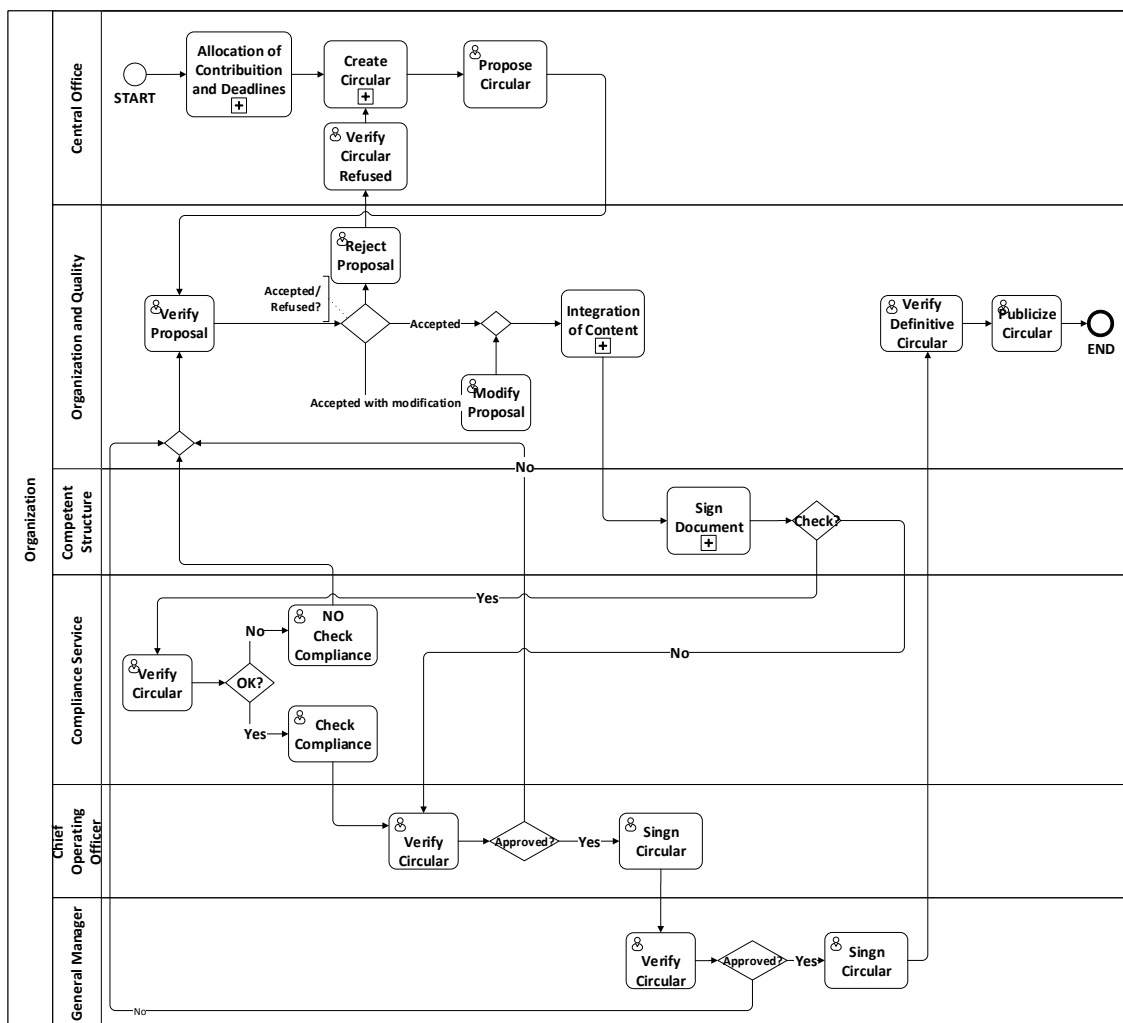 Organization
Central Office
START
Allocation of
Contribuition
and Deadlines
Create
Circular
Propose
Circular
Verify
Circular
Refused
Organization and Quality
Reject
Proposal
Accepted/
Refused?
Verify
Proposal
Accepted
Integration
of Content
Verify
Definitive
Circular
Publicize
Circular
END
Accepted with modification
Modify
Proposal
No
Competent
Structure
Sign
Document
Check?
Compliance Service
Yes
NO
Check
Compliance
No
No
Verify
Circular
OK?
Yes
Check
Compliance
Chief
Operating
Officer
Verify
Circular
Approved?
Yes
Singn
Circular
General Manager
Verify
Circular
Approved?
Yes
Singn
Circular
No